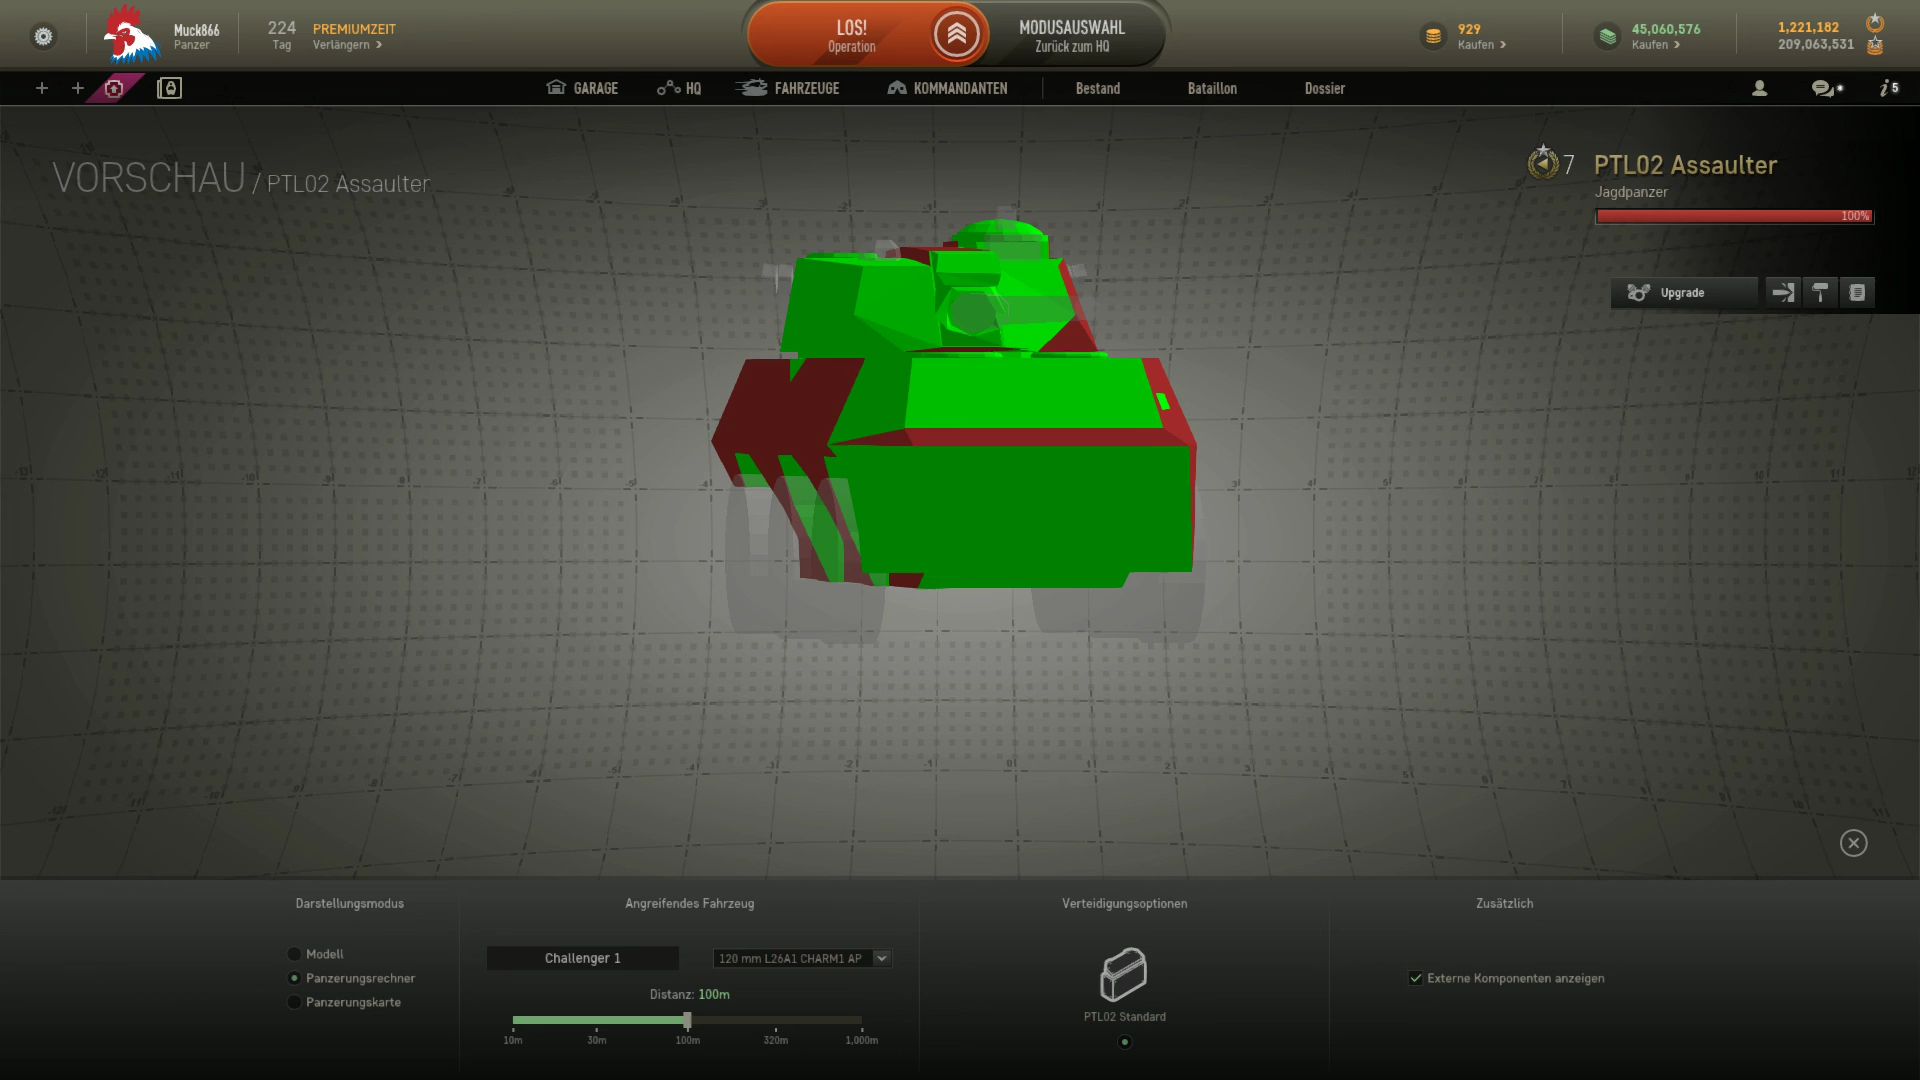 Muck866
Panzer
224
Tag
PREMIUMZEIT
Verlängern >
LOS!
Operation
MODUSAUSWAHL
Zurück zum HQ
929
Kaufen >
45,060,576
Kaufen >
1,221,182
209,063,531
GARAGE
HQ
FAHRZEUGE
KOMMANDANTEN
Bestand
Bataillon
Dossier
5
VORSCHAU / PTL02 Assaulter
7 PTL02 Assaulter
Jagdpanzer
100%
Upgrade
Darstellungsmodus
Modell
Panzerungsrechner
Panzerungskarte
Angreifendes Fahrzeug
Challenger 1
120 mm L26A1 CHARM1 AP
Distanz: 100m
10m 30m 100m 320m 1,000m
Verteidigungsoptionen
PTL02 Standard
Zusätzlich
Externe Komponenten anzeigen